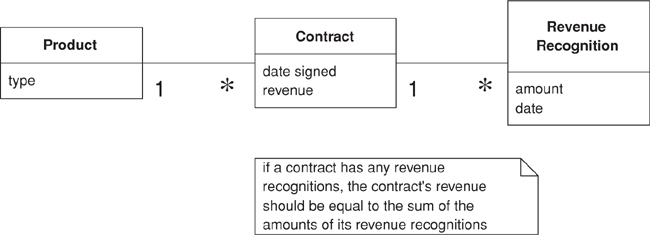 Product
type
1
*
Contract
date signed
revenue
1
*
Revenue
Recognition
amount
date
if a contract has any revenue
recognitions, the contract's revenue
should be equal to the sum of the
amounts of its revenue recognitions